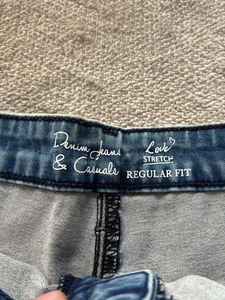 Denim Jeans
& Casuals
Love
STRETCH
REGULAR FIT